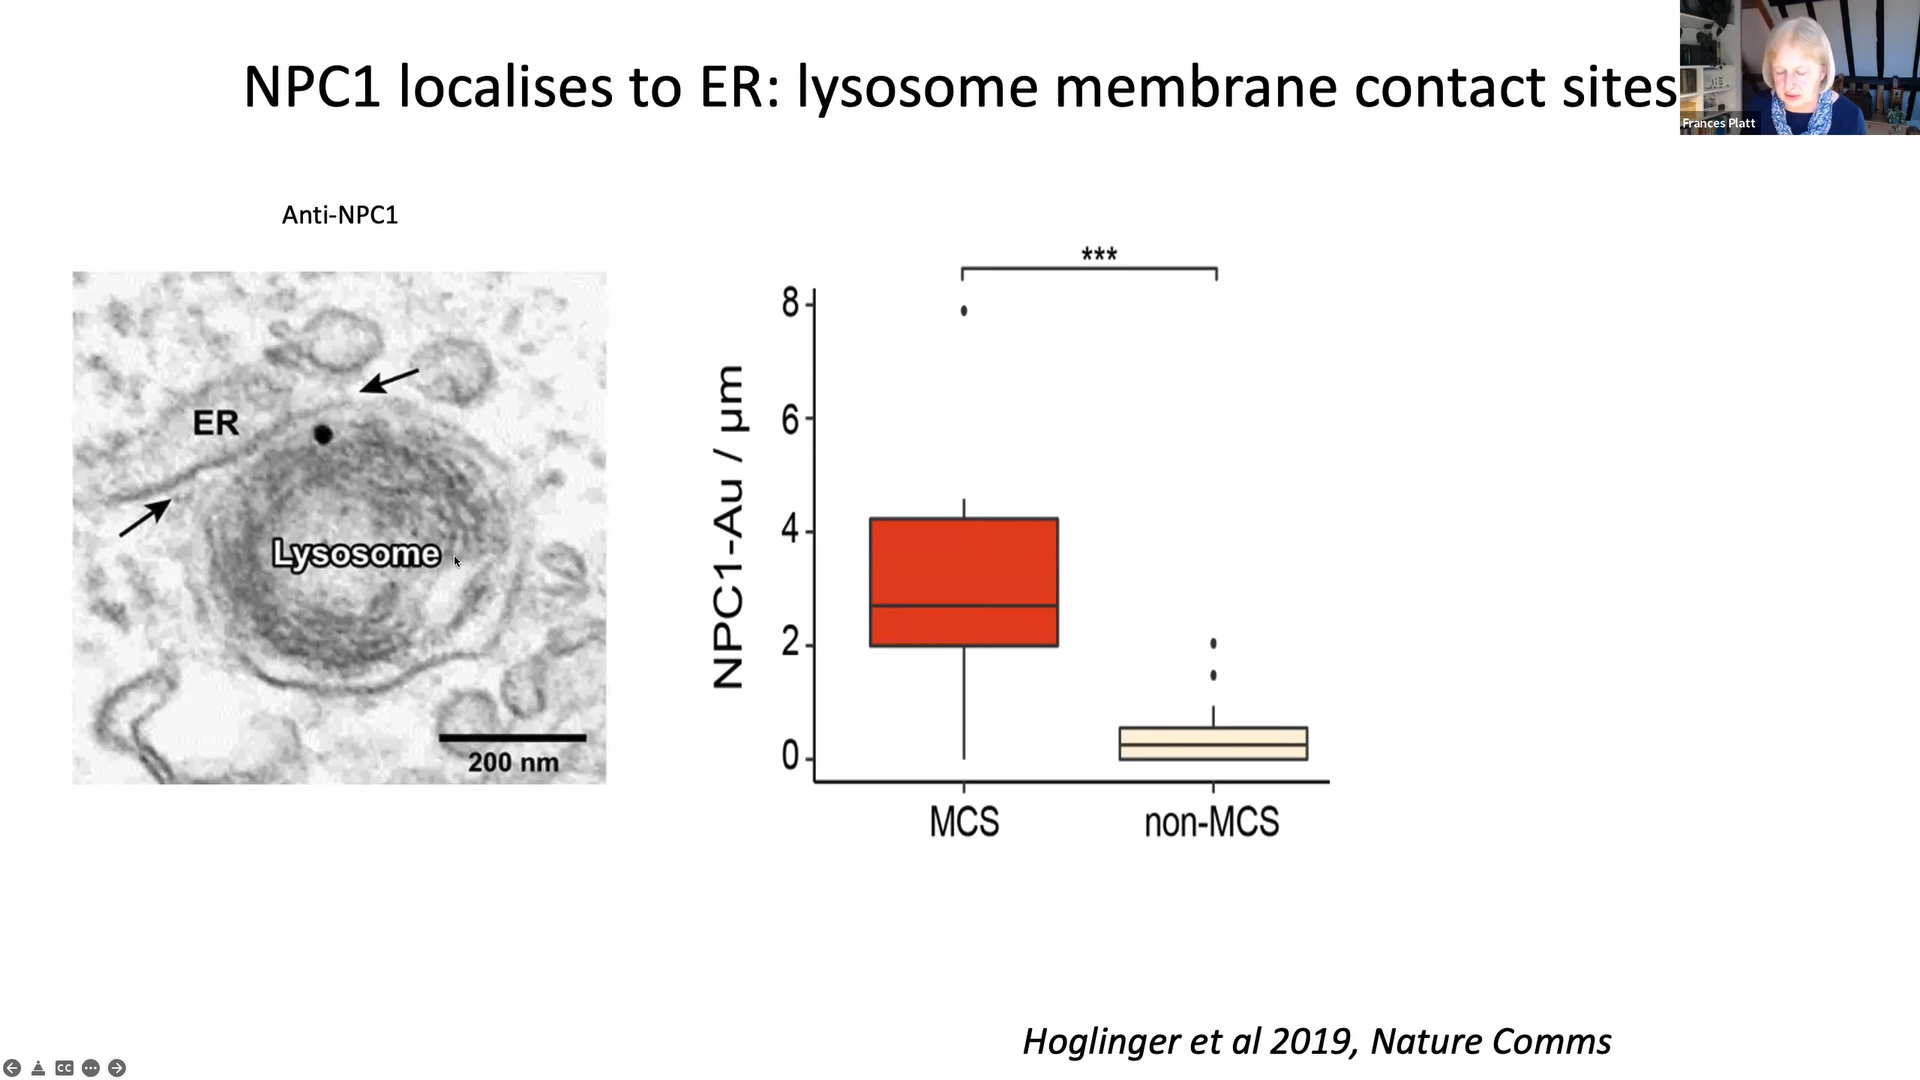 NPC1 localises to ER: lysosome membrane contact sites
Frances Platt
Anti-NPC1
ER
Lysosome
200 nm
***
NPC1-Au / µm
8
6
4
2
0
MCS
non-MCS
Hoglinger et al 2019, Nature Comms
CC